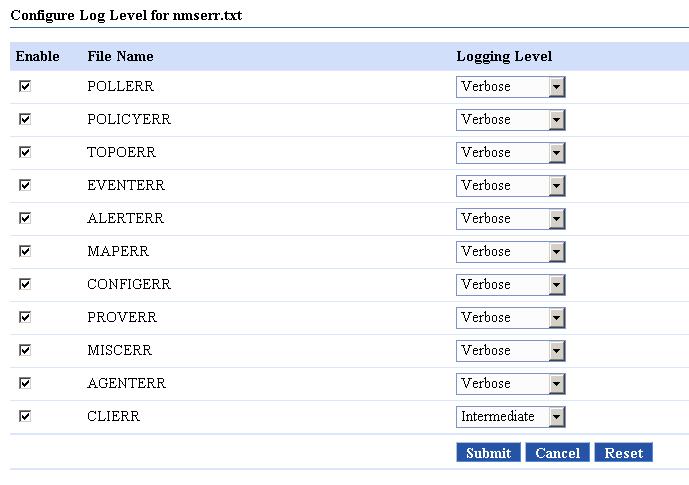 Configure Log Level for nmserr.txt
Enable File Name Logging Level
POLLERR Verbose
POLICYERR Verbose
TOPOERR Verbose
EVENTERR Verbose
ALERTERR Verbose
MAPERR Verbose
CONFIGERR Verbose
PROVERR Verbose
MISCERR Verbose
AGENTERR Verbose
CLIERR Intermediate
Submit Cancel Reset